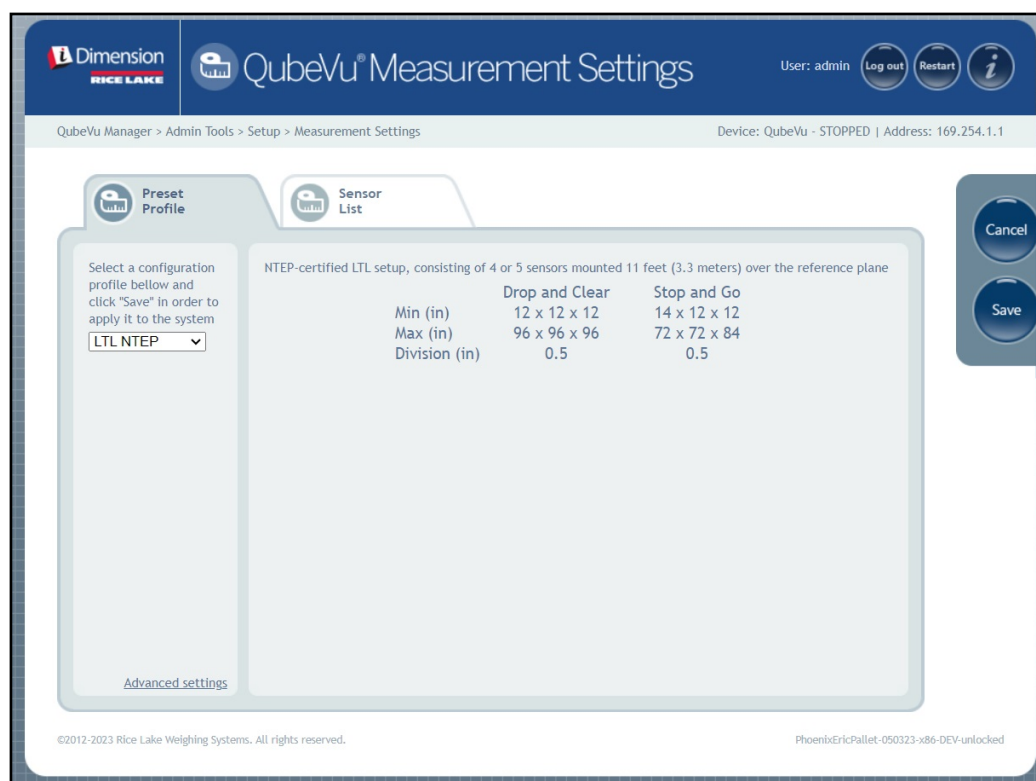 i Dimension
RICE LAKE
QubeVu® Measurement Settings
User: admin
Log out
Restart
i
QubeVu Manager > Admin Tools > Setup > Measurement Settings
Device: QubeVu - STOPPED | Address: 169.254.1.1
Preset
Profile
Sensor
List
Cancel
Save
Select a configuration
profile bellow and
click "Save" in order to
apply it to the system
LTL NTEP
Advanced settings
NTEP-certified LTL setup, consisting of 4 or 5 sensors mounted 11 feet (3.3 meters) over the reference plane
Drop and Clear Stop and Go
Min (in) 12 x 12 x 12 14 x 12 x 12
Max (in) 96 x 96 x 96 72 x 72 x 84
Division (in) 0.5 0.5
©2012-2023 Rice Lake Weighing Systems. All rights reserved.
PhoenixEricPallet-050323-x86-DEV-unlocked